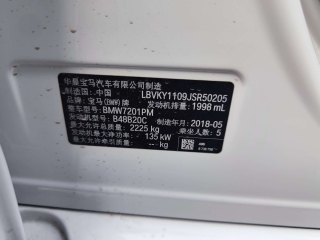 华晨宝马汽车有限公司制造
制造国：中国 LBVKY1109JSR50205
品牌：宝马(BMW)牌 发动机排量：1998 mL
整车型号：BMW7201PM
发动机型号：B48B20C 制造年月：2018-05
最大允许总质量：2225 kg 乘坐人数：5
发动机最大净功率：135 kW